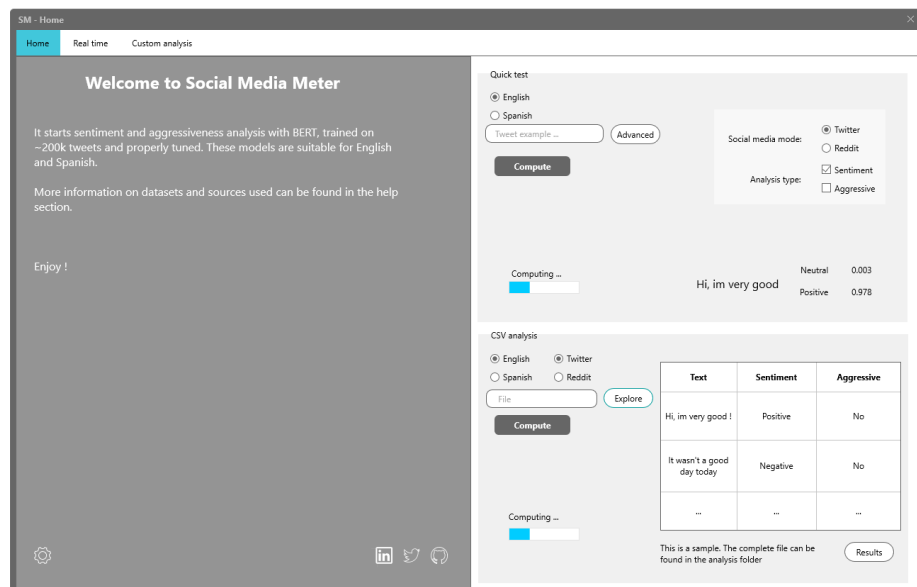 SM - Home
Home
Real time
Custom analysis
Welcome to Social Media Meter
It starts sentiment and aggressiveness analysis with BERT, trained on
~200k tweets and properly tuned. These models are suitable for English
and Spanish.
More information on datasets and sources used can be found in the help
section.
Enjoy !
in
Quick test
English
Spanish
Tweet example ...
Advanced
Compute
Social media mode:
Twitter
Reddit
Analysis type:
Sentiment
Aggressive
Computing ...
Hi, im very good
Neutral 0.003
Positive 0.978
CSV analysis
English Twitter
Spanish Reddit
File
Explore
Compute
Computing ...
Text Sentiment Aggressive
Hi, im very good ! Positive No
It wasn't a good
day today
Negative No
... ... ...
This is a sample. The complete file can be
found in the analysis folder
Results